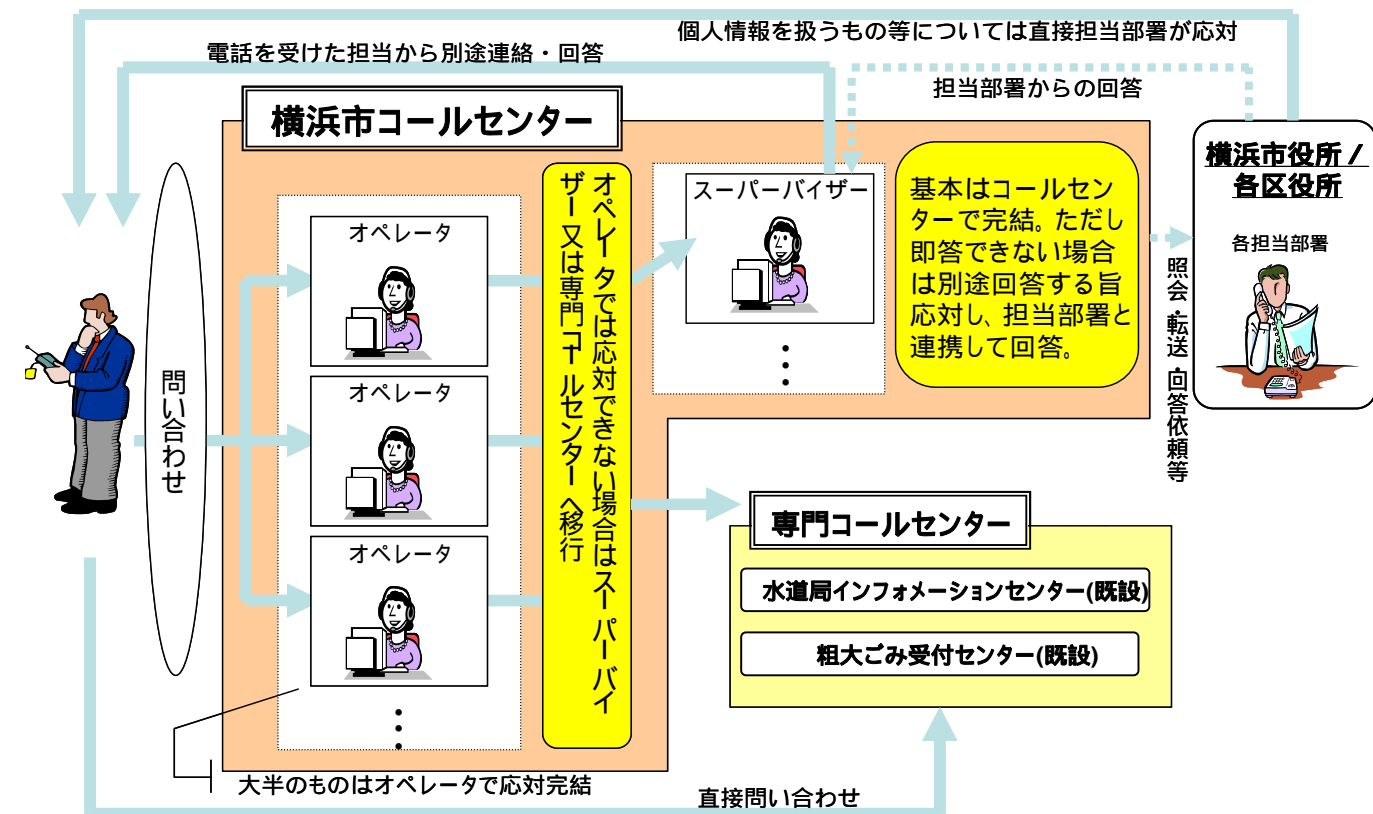 個人情報を扱うもの等については直接担当部署が応対
電話を受けた担当から別途連絡・回答
担当部署からの回答
横浜市コールセンター
横浜市役所/
各区役所
各担当部署
問い合わせ
オペレータ
オペレータ
オペレータ
オペレータでは応対できない場合はスーパーバイ
ザー又は専門コールセンターへ移行
スーパーバイザー
基本はコールセン
ターで完結。ただし
即答できない場合
は別途回答する旨
応対し、担当部署と
連携して回答。
照会・転送・回答依頼等
専門コールセンター
水道局インフォメーションセンター(既設)
粗大ごみ受付センター(既設)
大半のものはオペレータで応対完結
直接問い合わせ